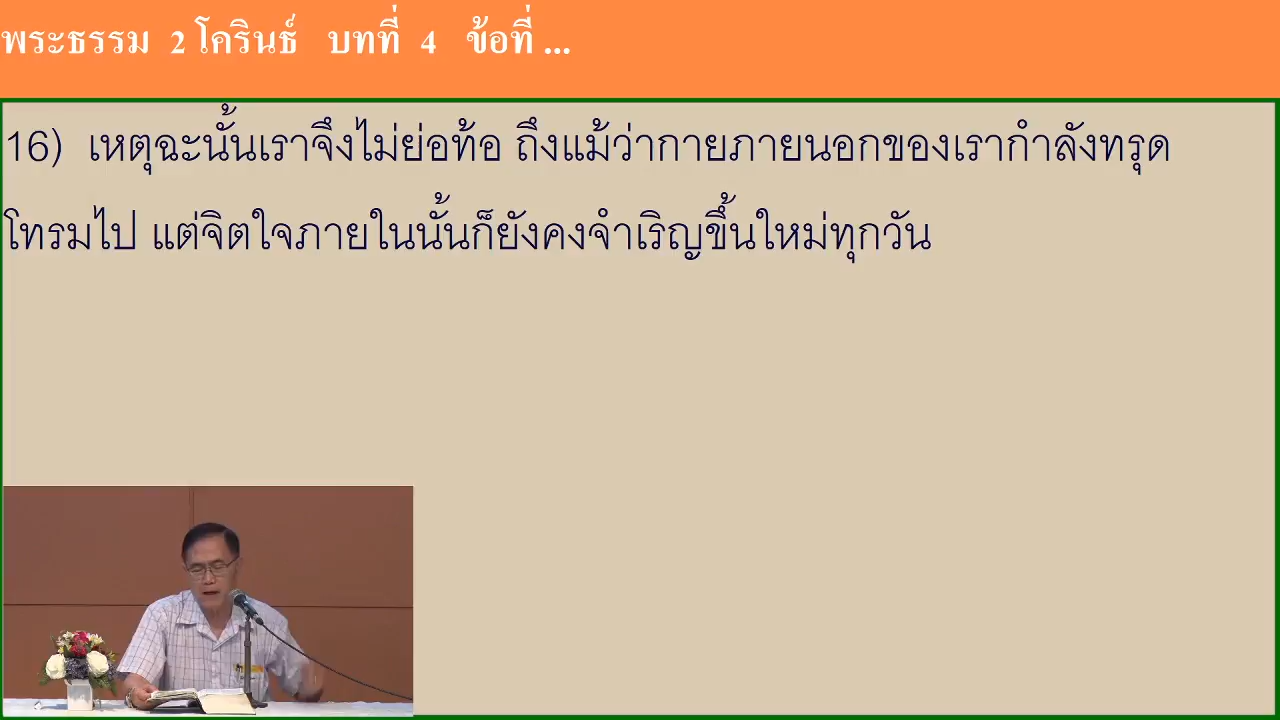 พระธรรม 2 โครินธ์ บทที่ 4 ข้อที่ ...
16) เหตุฉะนั้นเราจึงไม่ย่อท้อ ถึงแม้ว่ากายภายนอกของเรากำลังทรุด
โทรมไป แต่จิตใจภายในนั้นก็ยังคงจำเริญขึ้นใหม่ทุกวัน